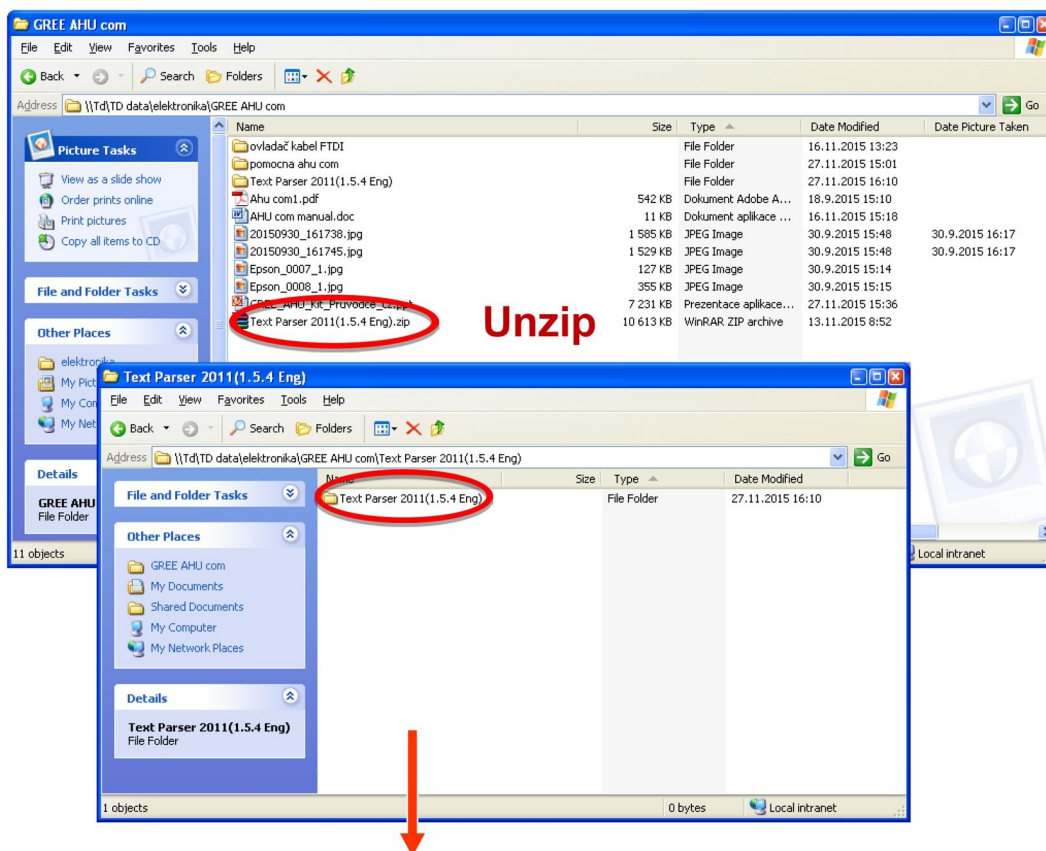 GREE AHU com
File Edit View Favorites Tools Help
Back Search Folders
Address \\Td\TD data\elektronika\GREE AHU com Go
Name Size Type Date Modified Date Picture Taken
Picture Tasks
View as a slide show
Order prints online
Print pictures
Copy all items to CD
File and Folder Tasks
Other Places
elektronika
My Pict
My Com
My Net
Details
GREE AHU
File Folder
ovladač kabel FTDI File Folder 16.11.2015 13:23
pomocna ahu com File Folder 27.11.2015 15:01
Text Parser 2011(1.5.4 Eng) File Folder 27.11.2015 16:10
Ahu com1.pdf 542 KB Dokument Adobe A... 18.9.2015 15:10
AHU com manual.doc 11 KB Dokument aplikace ... 16.11.2015 15:18
20150930_161738.jpg 1 585 KB JPEG Image 30.9.2015 15:48 30.9.2015 16:17
20150930_161745.jpg 1 529 KB JPEG Image 30.9.2015 15:48 30.9.2015 16:17
Epson_0007_1.jpg 127 KB JPEG Image 30.9.2015 15:14
Epson_0008_1.jpg 355 KB JPEG Image 30.9.2015 15:15
GREE_AHU_Kit_Pruvodce_cz.ppt 7 231 KB Prezentace aplikace... 27.11.2015 15:36
Text Parser 2011(1.5.4 Eng).zip 10 613 KB WinRAR ZIP archive 13.11.2015 8:52
Unzip
11 objects Local intranet
Text Parser 2011(1.5.4 Eng)
File Edit View Favorites Tools Help
Back Search Folders
Address \\Td\TD data\elektronika\GREE AHU com\Text Parser 2011(1.5.4 Eng) Go
Name Size Type Date Modified
File and Folder Tasks
Other Places
GREE AHU com
My Documents
Shared Documents
My Computer
My Network Places
Details
Text Parser 2011(1.5.4 Eng)
File Folder
Text Parser 2011(1.5.4 Eng) File Folder 27.11.2015 16:10
1 objects 0 bytes Local intranet